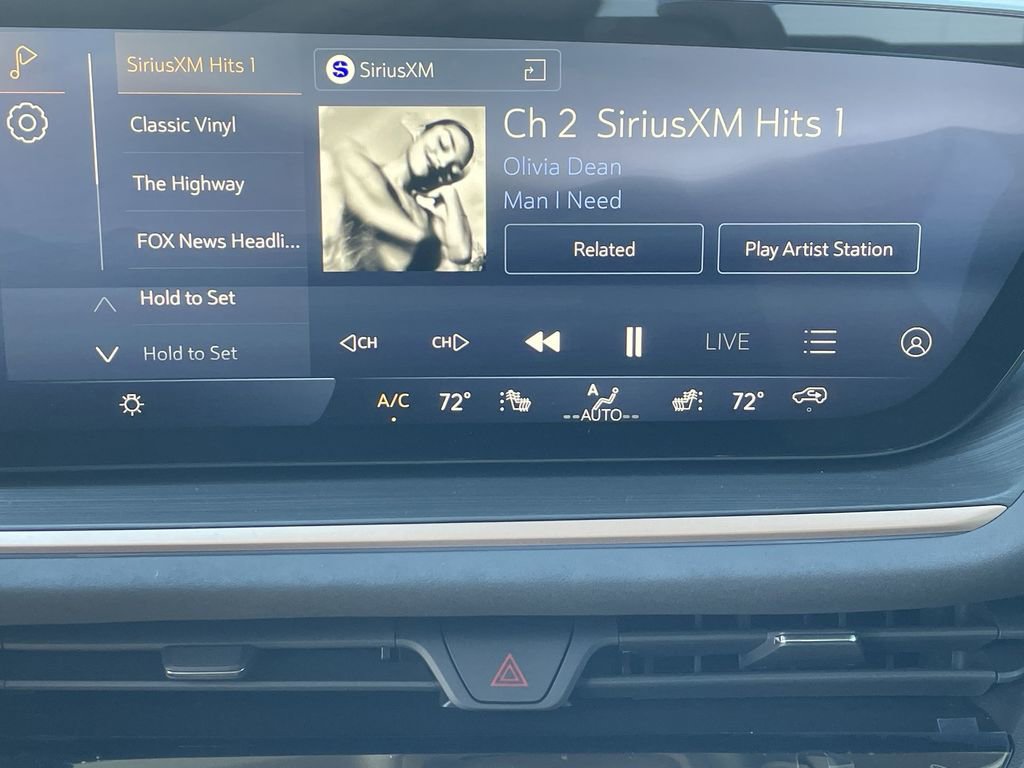 SiriusXM Hits 1
Classic Vinyl
The Highway
FOX News Headli...
Hold to Set
Hold to Set
SiriusXM
Ch 2 SiriusXM Hits 1
Olivia Dean
Man I Need
Related
Play Artist Station
CH
CH
LIVE
A/C
72°
A
AUTO
72°